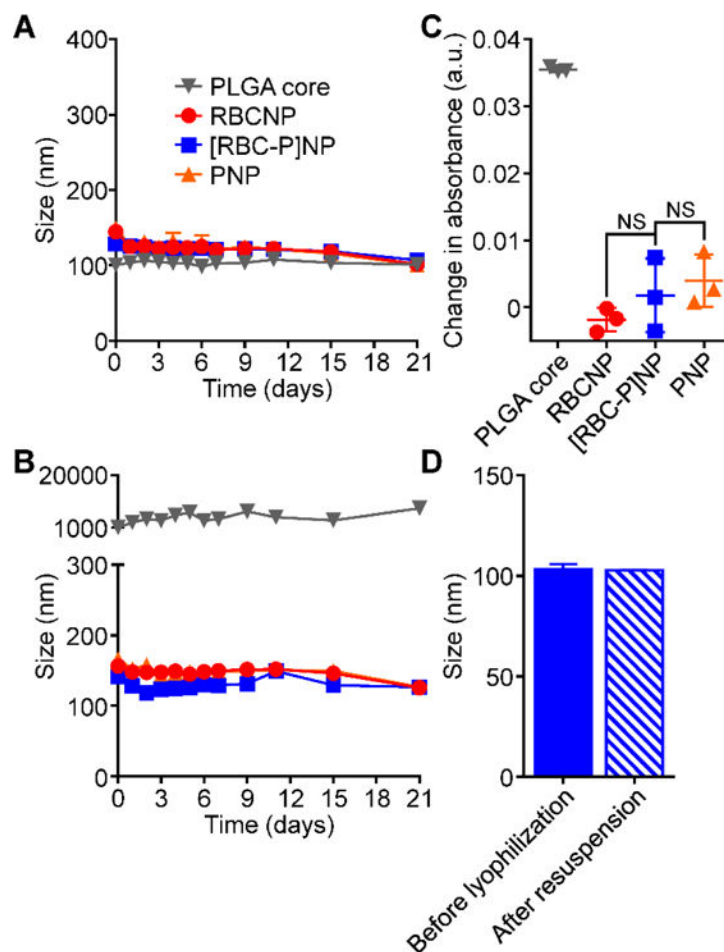 A
400
300
200
100
0
Size (nm)
PLGA core
RBCNP
[RBC-P]NP
PNP
0 3 6 9 12 15 18 21
Time (days)
C
0.04
0.03
0.02
0.01
0
Change in absorbance (a.u.)
NS
NS
PLGA core
RBCNP
[RBC-P]NP
PNP
B
20000
1000
300
200
100
0
Size (nm)
0 3 6 9 12 15 18 21
Time (days)
D
150
100
50
0
Size (nm)
Before lyophilization
After resuspension